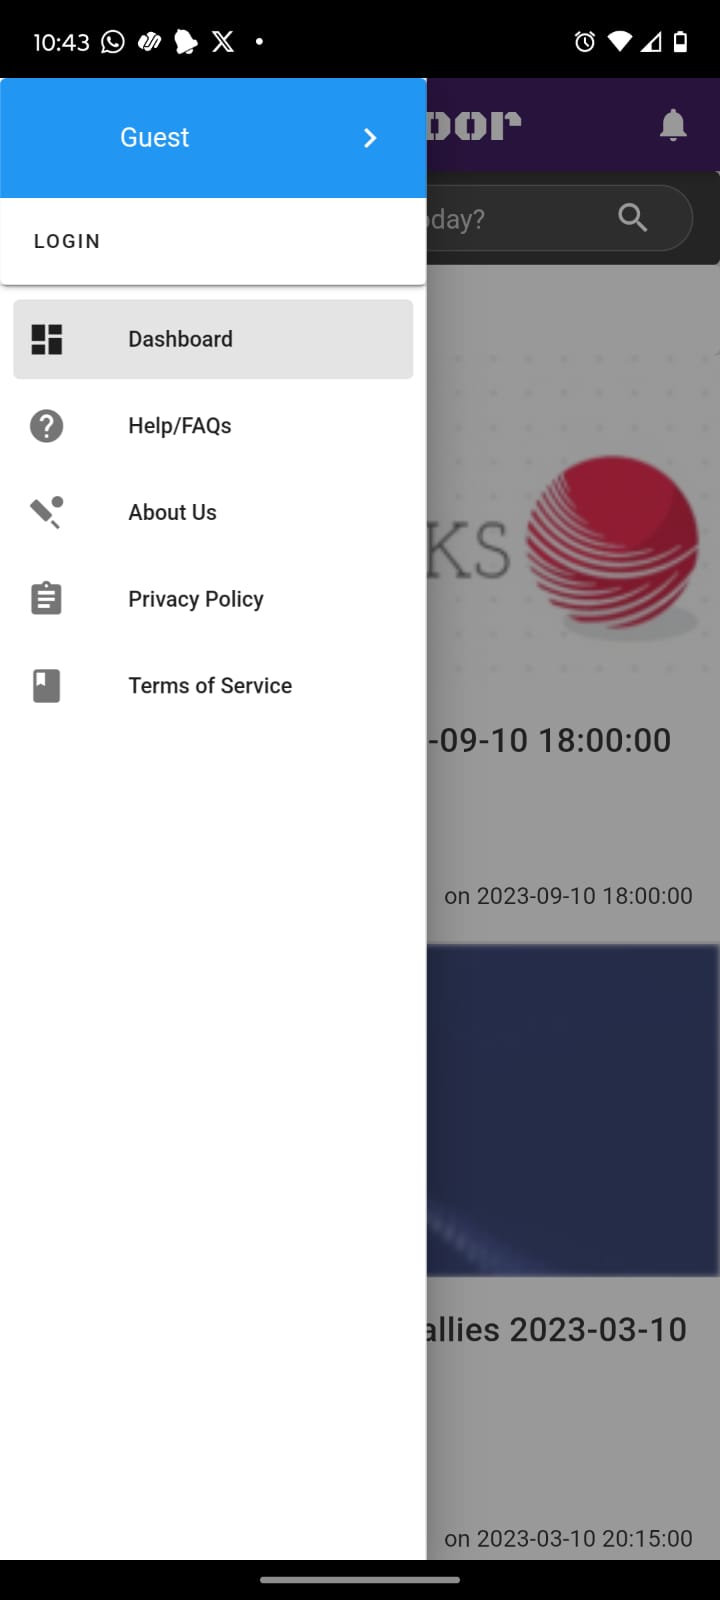 10:43
Guest
LOGIN
Dashboard
Help/FAQs
About Us
Privacy Policy
Terms of Service
oor
day?
KS
-09-10 18:00:00
on 2023-09-10 18:00:00
allies 2023-03-10
on 2023-03-10 20:15:00